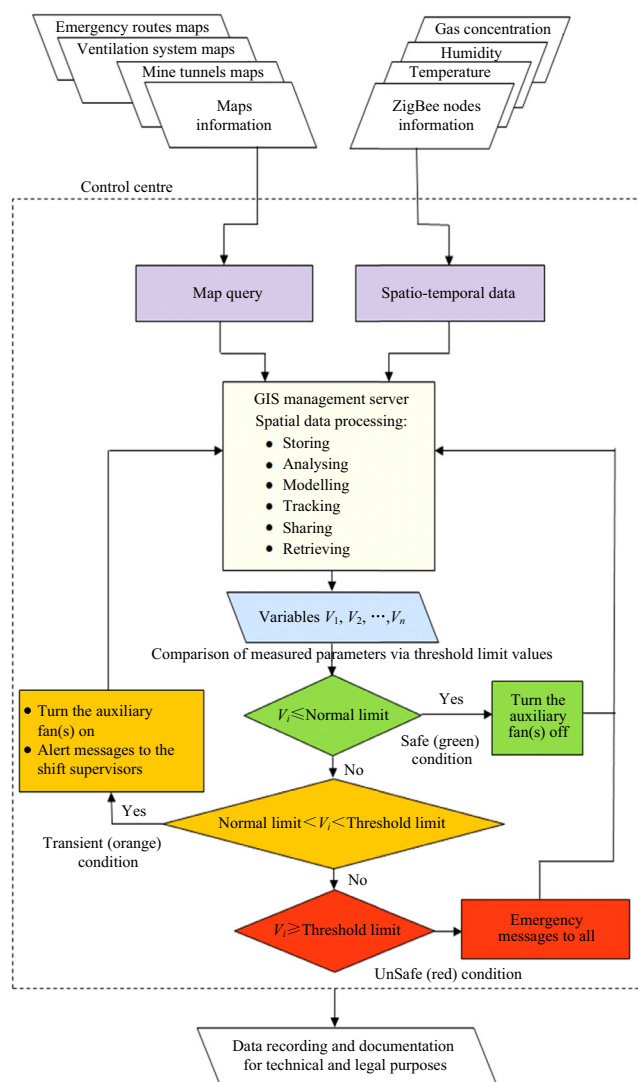 Emergency routes maps
Ventilation system maps
Mine tunnels maps
Maps
information
Gas concentration
Humidity
Temperature
ZigBee nodes
information
Control centre
Map query
Spatio-temporal data
GIS management server
Spatial data processing:
● Storing
● Analysing
● Modelling
● Tracking
● Sharing
● Retrieving
Variables V1, V2, …,Vn
Comparison of measured parameters via threshold limit values
● Turn the auxiliary
fan(s) on
● Alert messages to the
shift supervisors
Vi≤Normal limit
Yes
Safe (green)
condition
Turn the
auxiliary
fan(s) off
No
Yes
Normal limit<Vi<Threshold limit
Transient (orange)
condition
No
Vi≥Threshold limit
Emergency
messages to all
UnSafe (red) condition
Data recording and documentation
for technical and legal purposes